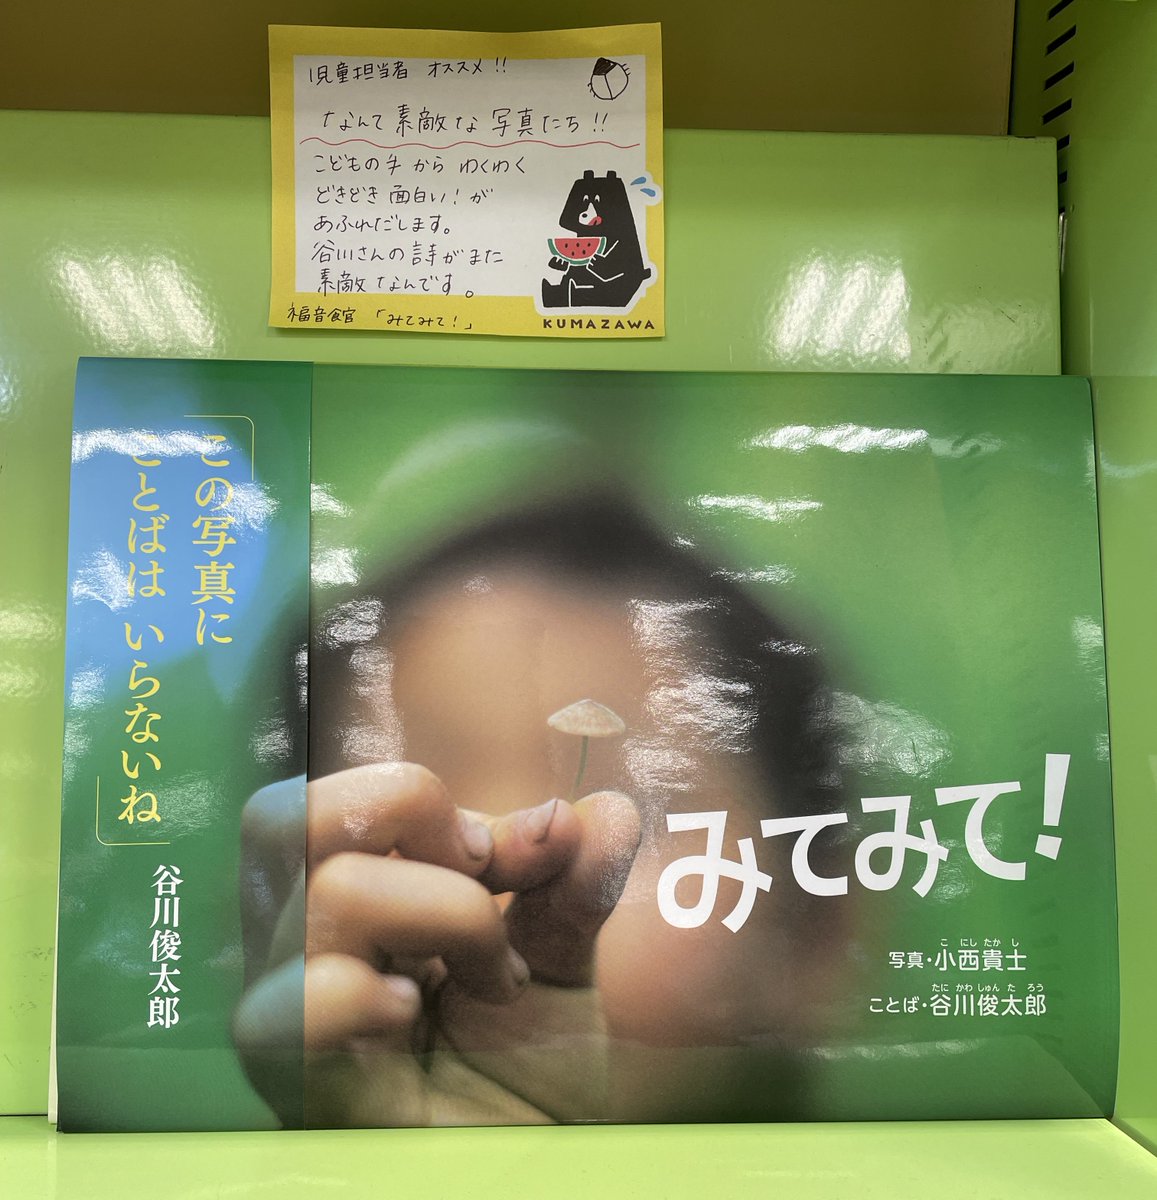 児童担当者 オススメ!!
なんて素敵な写真たち!!
こどもの手から わくわく
どきどき 面白い!が
あふれだします。
谷川さんの詩がまた
素敵なんです。
福音館 「みてみて!」
KUMAZAWA
「この写真に
ことばは いらないね」
谷川俊太郎
みてみて!
こ にし たか し
写真・小西貴士
たに かわ しゅん た ろう
ことば・谷川俊太郎